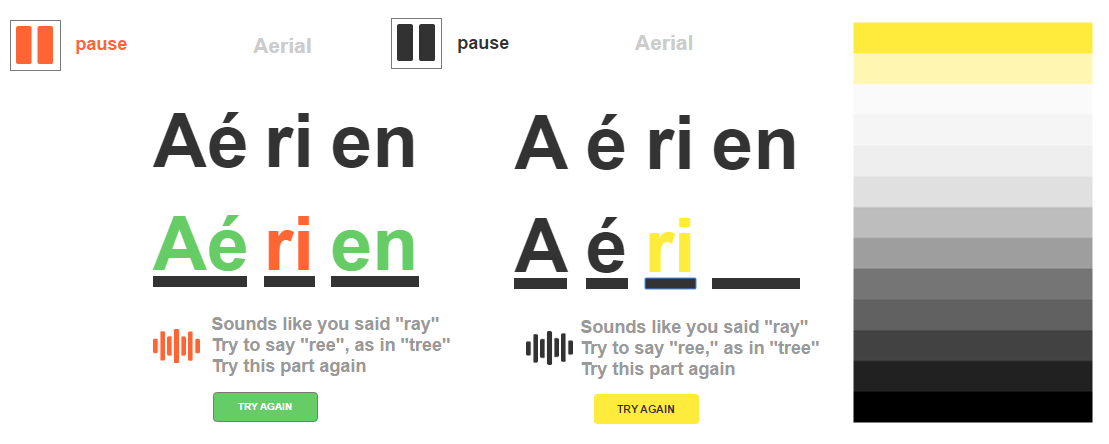 pause
Aerial
Aé ri en
Aé ri en
Sounds like you said "ray"
Try to say "ree", as in "tree"
Try this part again
TRY AGAIN
pause
Aerial
A é ri en
A é ri
Sounds like you said "ray"
Try to say "ree," as in "tree"
Try this part again
TRY AGAIN